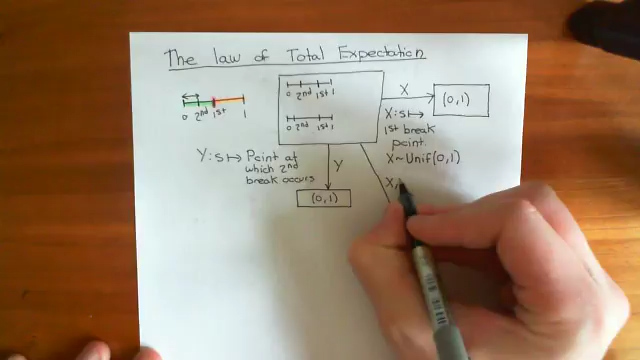 The Law of Total Expectation
0 2nd 1st 1
0 2nd 1st 1
0 2nd 1st 1
X
(0,1)
X: s ↦
1st break
point.
X ~ Unif(0,1)
Y: s ↦ Point at
which 2nd
break occurs
Y
(0,1)
X,